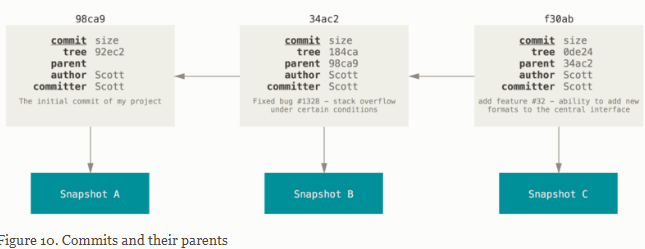 98ca9
commit size
tree 92ec2
parent
author Scott
committer Scott
The initial commit of my project
Snapshot A
34ac2
commit size
tree 184ca
parent 98ca9
author Scott
committer Scott
Fixed bug #1328 – stack overflow
under certain conditions
Snapshot B
f30ab
commit size
tree 0de24
parent 34ac2
author Scott
committer Scott
add feature #32 – ability to add new
formats to the central interface
Snapshot C
Figure 10. Commits and their parents